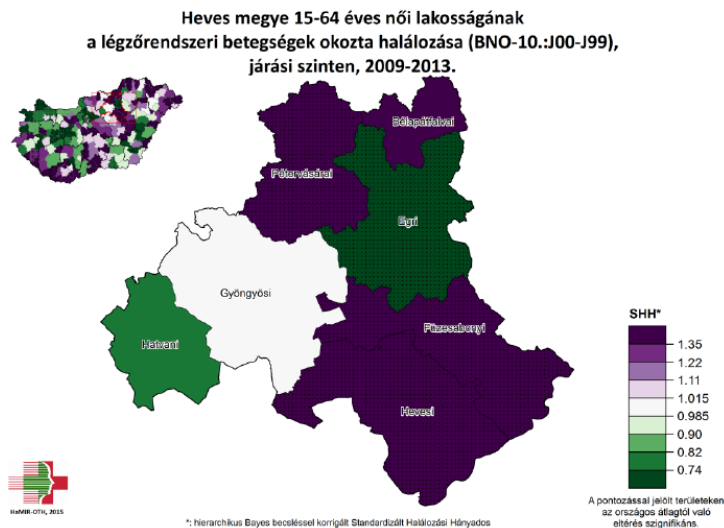 Heves megye 15-64 éves női lakosságának
a légzőrendszeri betegségek okozta halálozása (BNO-10.:J00-J99),
járási szinten, 2009-2013.
Bélapátfalvai
Pétervásárai
Egri
Gyöngyösi
Hatvani
Füzesabonyi
Hevesi
SHH*
1.35
1.22
1.11
1.015
0.985
0.90
0.82
0.74
HaMIR-OTH, 2015
A pontozással jelölt területeken
az országos átlagtól való
eltérés szignifikáns.
*: hierarchikus Bayes becsléssel korrigált Standardizált Halálozási Hányados